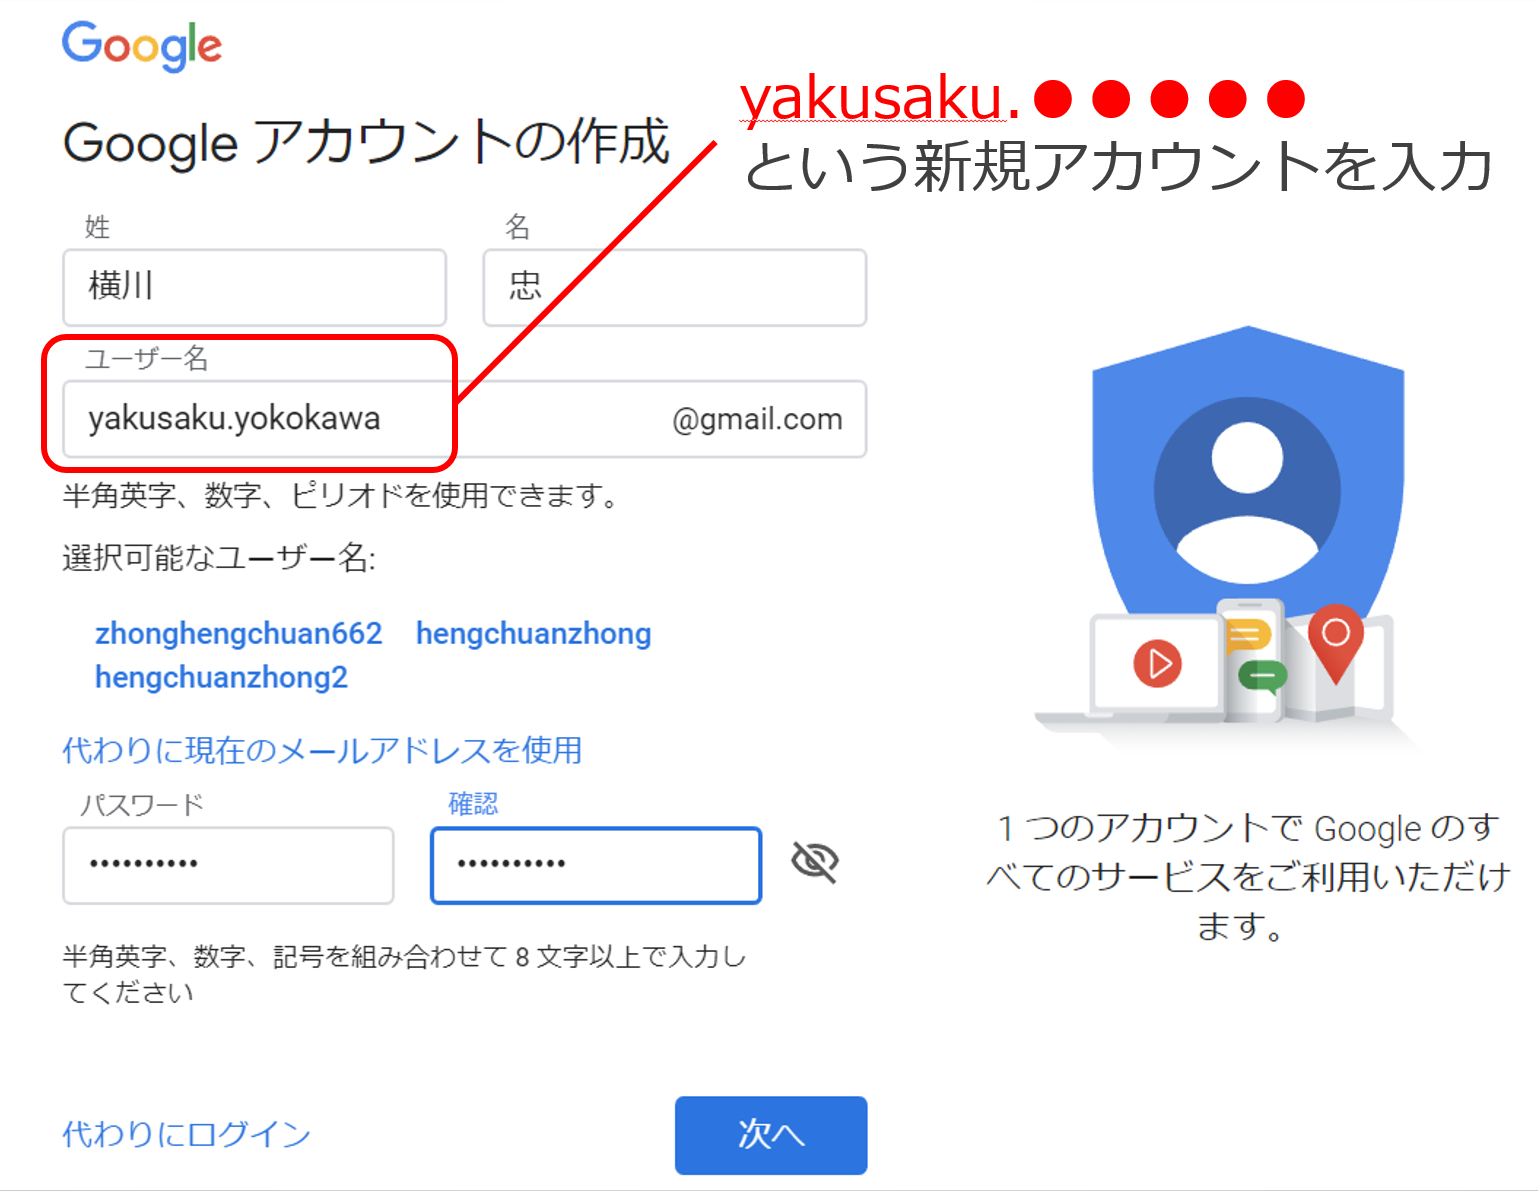 Google
Google アカウントの作成
yakusaku.●●●●●
という新規アカウントを入力
姓
名
横川
忠
ユーザー名
yakusaku.yokokawa
@gmail.com
半角英字、数字、ピリオドを使用できます。
選択可能なユーザー名:
zhonghengchuan662 hengchuanzhong
hengchuanzhong2
代わりに現在のメールアドレスを使用
パスワード
確認
••••••••••
••••••••••
半角英字、数字、記号を組み合わせて 8 文字以上で入力し
てください
代わりにログイン
次へ
1 つのアカウントで Google のす
べてのサービスをご利用いただけ
ます。